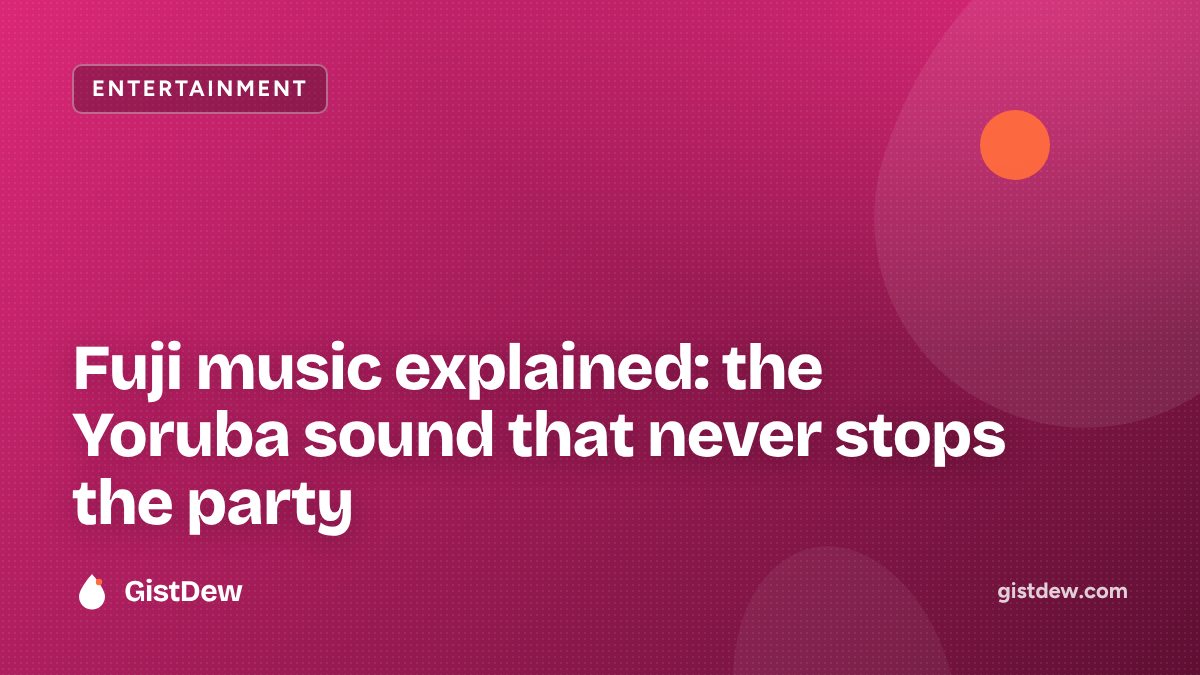 ENTERTAINMENT
Fuji music explained: the
Yoruba sound that never stops
the party
GistDew
gistdew.com